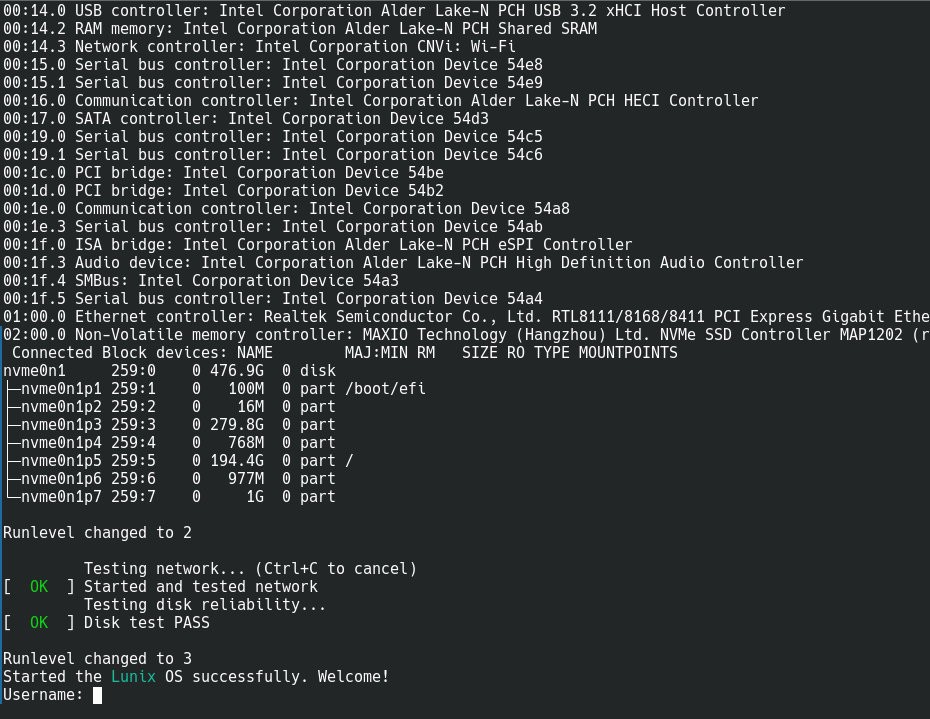 00:14.0 USB controller: Intel Corporation Alder Lake-N PCH USB 3.2 xHCI Host Controller
00:14.2 RAM memory: Intel Corporation Alder Lake-N PCH Shared SRAM
00:14.3 Network controller: Intel Corporation CNVi: Wi-Fi
00:15.0 Serial bus controller: Intel Corporation Device 54e8
00:15.1 Serial bus controller: Intel Corporation Device 54e9
00:16.0 Communication controller: Intel Corporation Alder Lake-N PCH HECI Controller
00:17.0 SATA controller: Intel Corporation Device 54d3
00:19.0 Serial bus controller: Intel Corporation Device 54c5
00:19.1 Serial bus controller: Intel Corporation Device 54c6
00:1c.0 PCI bridge: Intel Corporation Device 54be
00:1d.0 PCI bridge: Intel Corporation Device 54b2
00:1e.0 Communication controller: Intel Corporation Device 54a8
00:1e.3 Serial bus controller: Intel Corporation Device 54ab
00:1f.0 ISA bridge: Intel Corporation Alder Lake-N PCH eSPI Controller
00:1f.3 Audio device: Intel Corporation Alder Lake-N PCH High Definition Audio Controller
00:1f.4 SMBus: Intel Corporation Device 54a3
00:1f.5 Serial bus controller: Intel Corporation Device 54a4
01:00.0 Ethernet controller: Realtek Semiconductor Co., Ltd. RTL8111/8168/8411 PCI Express Gigabit Ethe
02:00.0 Non-Volatile memory controller: MAXIO Technology (Hangzhou) Ltd. NVMe SSD Controller MAP1202 (r
 Connected Block devices: NAME        MAJ:MIN RM   SIZE RO TYPE MOUNTPOINTS
nvme0n1     259:0    0 476.9G  0 disk
├─nvme0n1p1 259:1    0   100M  0 part /boot/efi
├─nvme0n1p2 259:2    0    16M  0 part
├─nvme0n1p3 259:3    0 279.8G  0 part
├─nvme0n1p4 259:4    0   768M  0 part
├─nvme0n1p5 259:5    0 194.4G  0 part /
├─nvme0n1p6 259:6    0   977M  0 part
└─nvme0n1p7 259:7    0     1G  0 part
Runlevel changed to 2
Testing network... (Ctrl+C to cancel)
[  OK  ] Started and tested network
Testing disk reliability...
[  OK  ] Disk test PASS
Runlevel changed to 3
Started the Lunix OS successfully. Welcome!
Username: